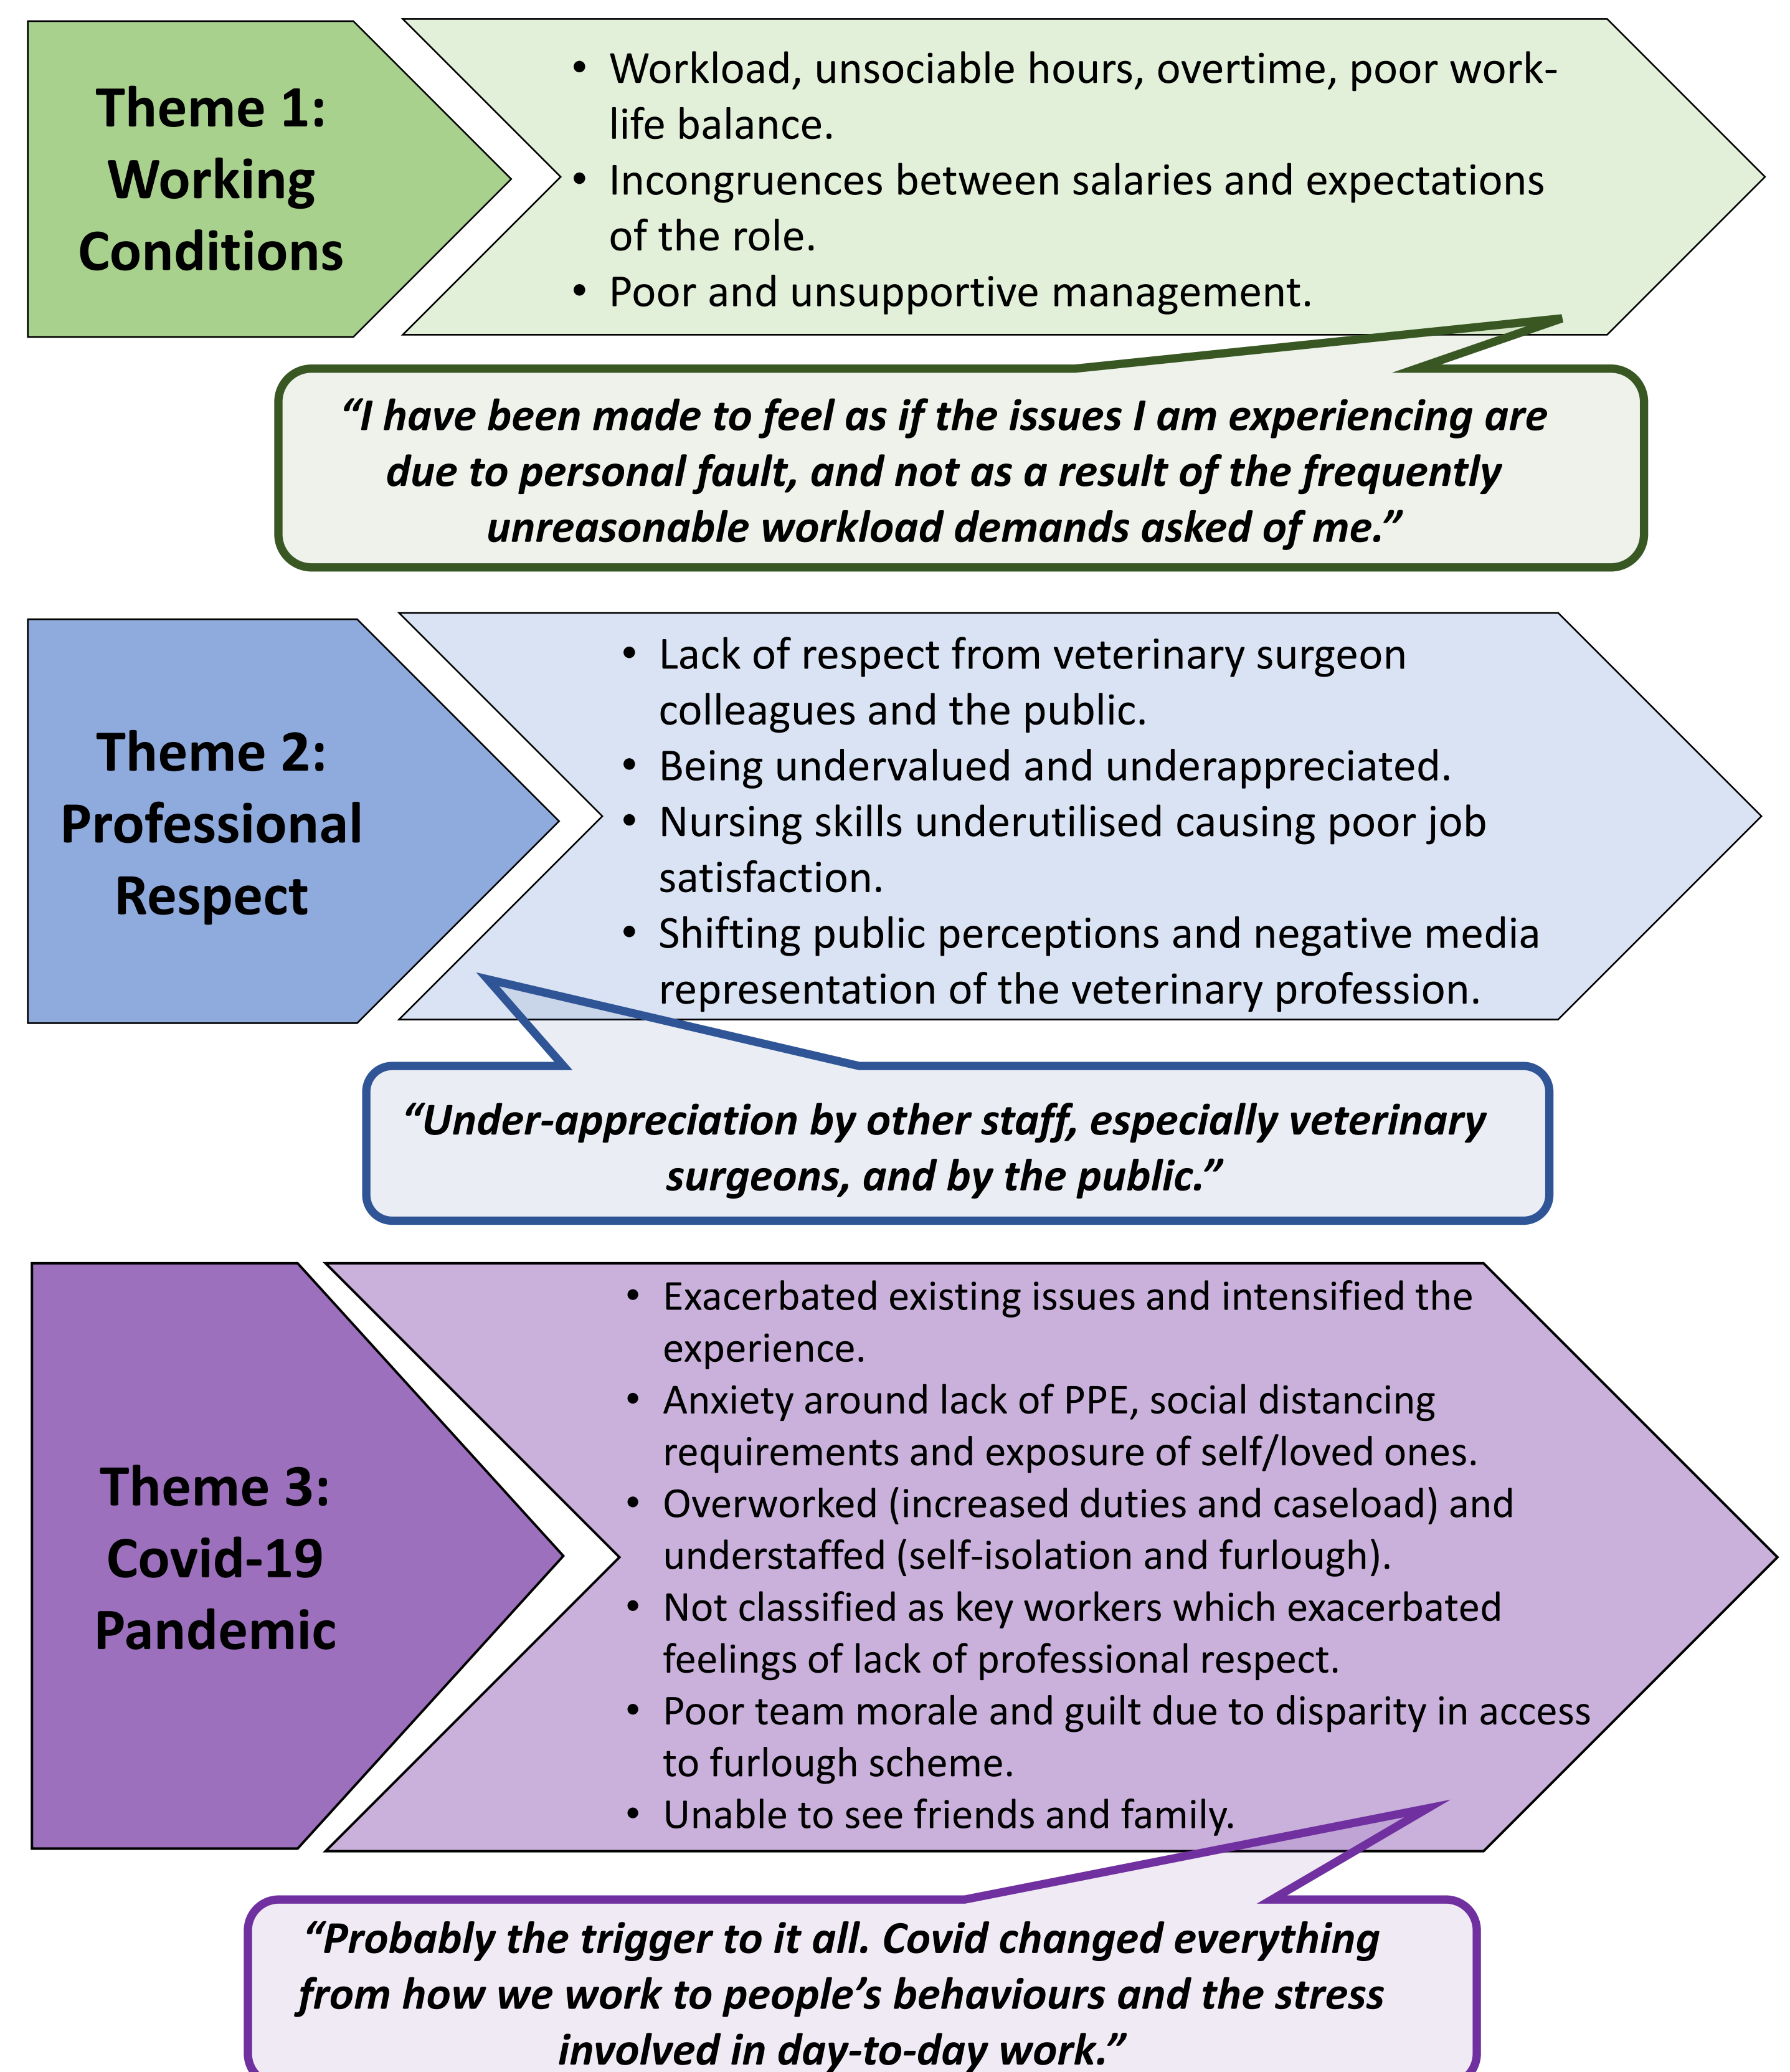 Theme 1:
Working
Conditions
• Workload, unsociable hours, overtime, poor work-
life balance.
• Incongruences between salaries and expectations
of the role.
• Poor and unsupportive management.
“I have been made to feel as if the issues I am experiencing are
due to personal fault, and not as a result of the frequently
unreasonable workload demands asked of me.”
Theme 2:
Professional
Respect
• Lack of respect from veterinary surgeon
colleagues and the public.
• Being undervalued and underappreciated.
• Nursing skills underutilised causing poor job
satisfaction.
• Shifting public perceptions and negative media
representation of the veterinary profession.
“Under-appreciation by other staff, especially veterinary
surgeons, and by the public.”
Theme 3:
Covid-19
Pandemic
• Exacerbated existing issues and intensified the
experience.
• Anxiety around lack of PPE, social distancing
requirements and exposure of self/loved ones.
• Overworked (increased duties and caseload) and
understaffed (self-isolation and furlough).
• Not classified as key workers which exacerbated
feelings of lack of professional respect.
• Poor team morale and guilt due to disparity in access
to furlough scheme.
• Unable to see friends and family.
“Probably the trigger to it all. Covid changed everything
from how we work to people’s behaviours and the stress
involved in day-to-day work.”